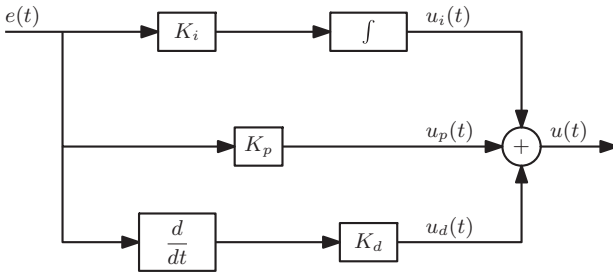 e(t)
K_i
∫
u_i(t)
K_p
u_p(t)
+
u(t)
d/dt
K_d
u_d(t)